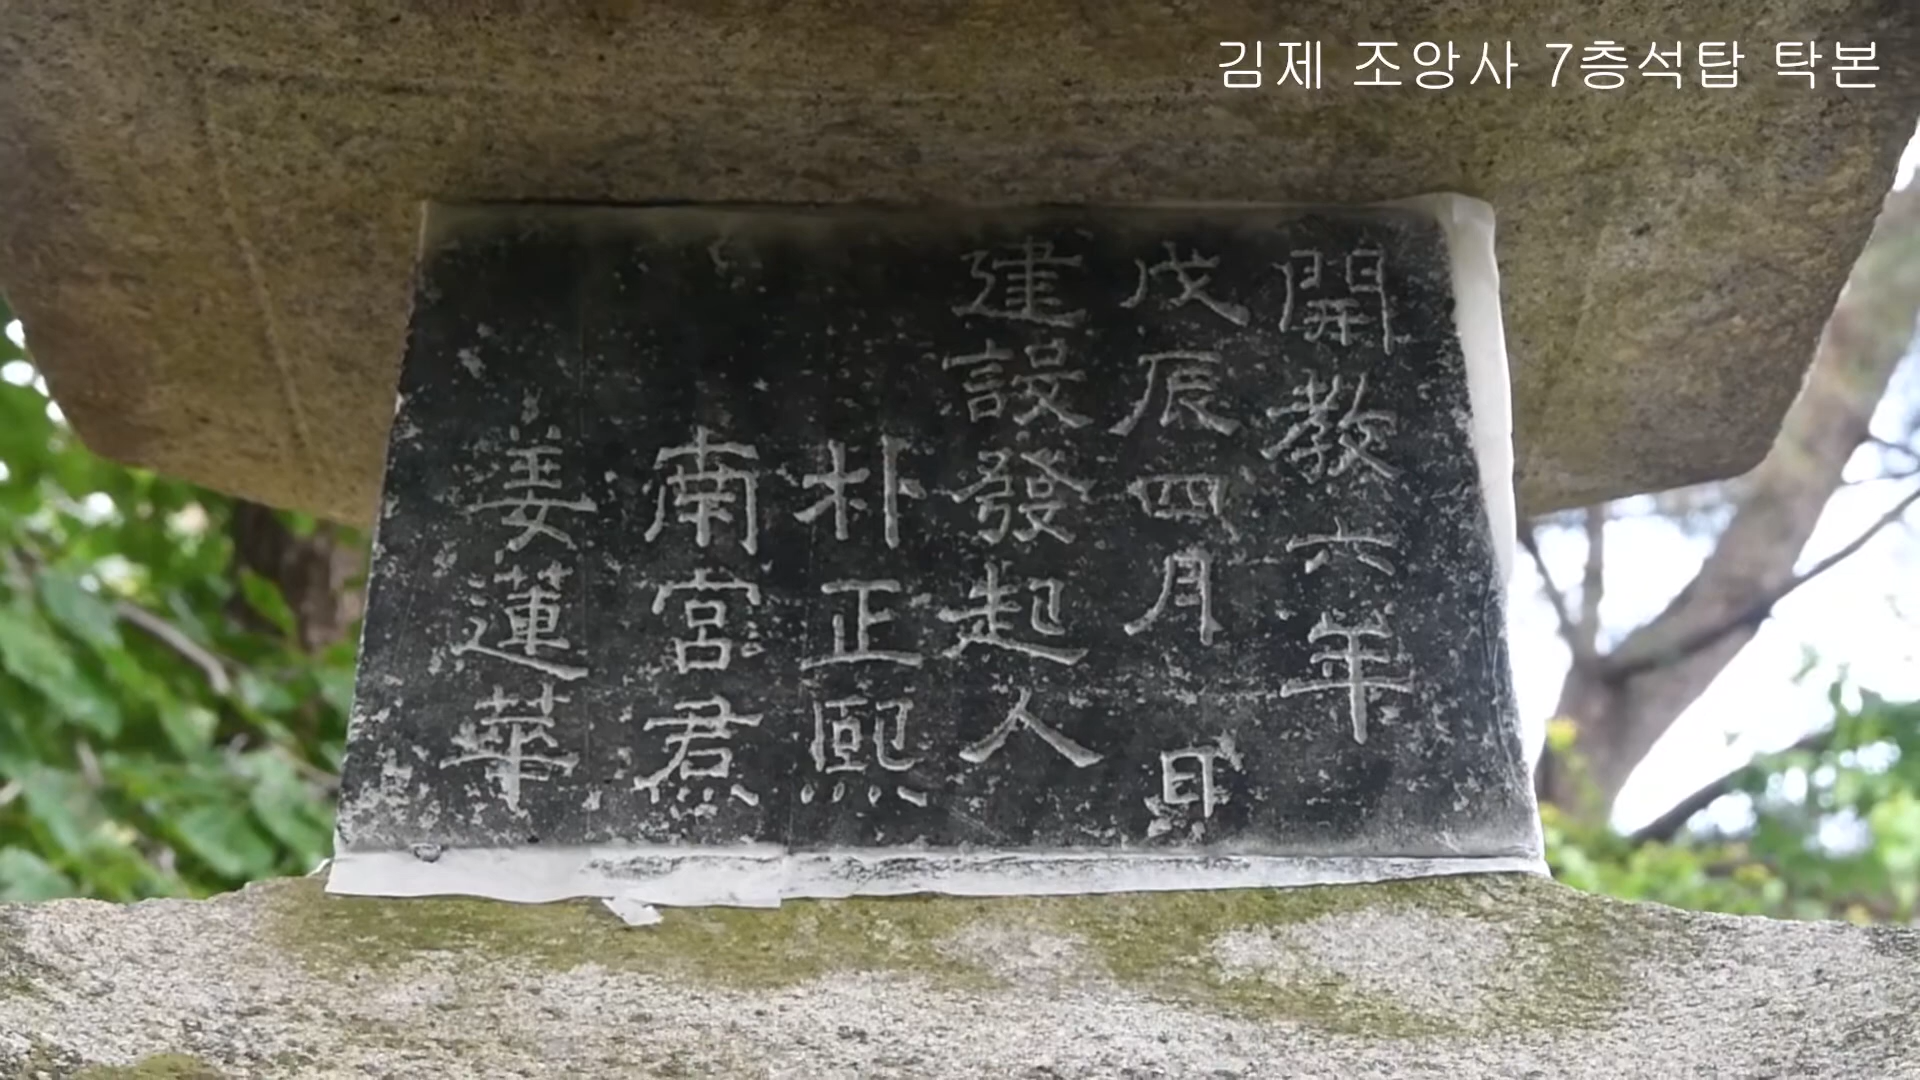 김제 조앙사 7층석탑 탁본
開教六年
戊辰四月 日
建設發起人
朴正熙
南宮君
姜蓮華